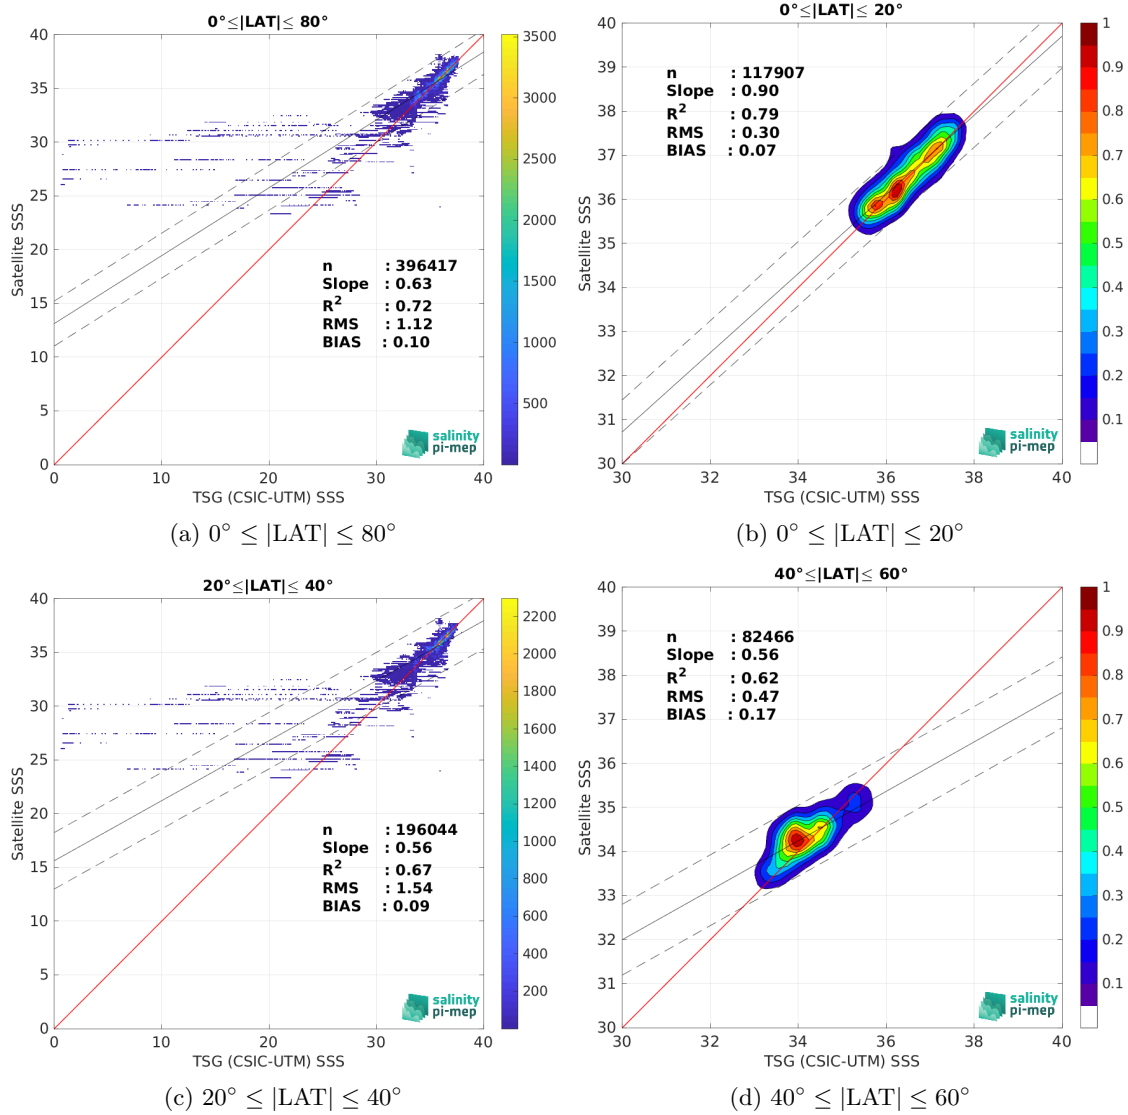 0°≤|LAT|≤ 80°
40
35
30
25
20
15
10
5
0
Satellite SSS
n : 396417
Slope : 0.63
R² : 0.72
RMS : 1.12
BIAS : 0.10
salinity
pi-mep
0 10 20 30 40
TSG (CSIC-UTM) SSS
3500
3000
2500
2000
1500
1000
500
(a) 0° ≤ |LAT| ≤ 80°
0°≤|LAT|≤ 20°
40
39
38
37
36
35
34
33
32
31
30
Satellite SSS
n : 117907
Slope : 0.90
R² : 0.79
RMS : 0.30
BIAS : 0.07
salinity
pi-mep
30 32 34 36 38 40
TSG (CSIC-UTM) SSS
1
0.9
0.8
0.7
0.6
0.5
0.4
0.3
0.2
0.1
(b) 0° ≤ |LAT| ≤ 20°
20°≤|LAT|≤ 40°
40
35
30
25
20
15
10
5
0
Satellite SSS
n : 196044
Slope : 0.56
R² : 0.67
RMS : 1.54
BIAS : 0.09
salinity
pi-mep
0 10 20 30 40
TSG (CSIC-UTM) SSS
2200
2000
1800
1600
1400
1200
1000
800
600
400
200
(c) 20° ≤ |LAT| ≤ 40°
40°≤|LAT|≤ 60°
40
39
38
37
36
35
34
33
32
31
30
Satellite SSS
n : 82466
Slope : 0.56
R² : 0.62
RMS : 0.47
BIAS : 0.17
salinity
pi-mep
30 32 34 36 38 40
TSG (CSIC-UTM) SSS
1
0.9
0.8
0.7
0.6
0.5
0.4
0.3
0.2
0.1
(d) 40° ≤ |LAT| ≤ 60°